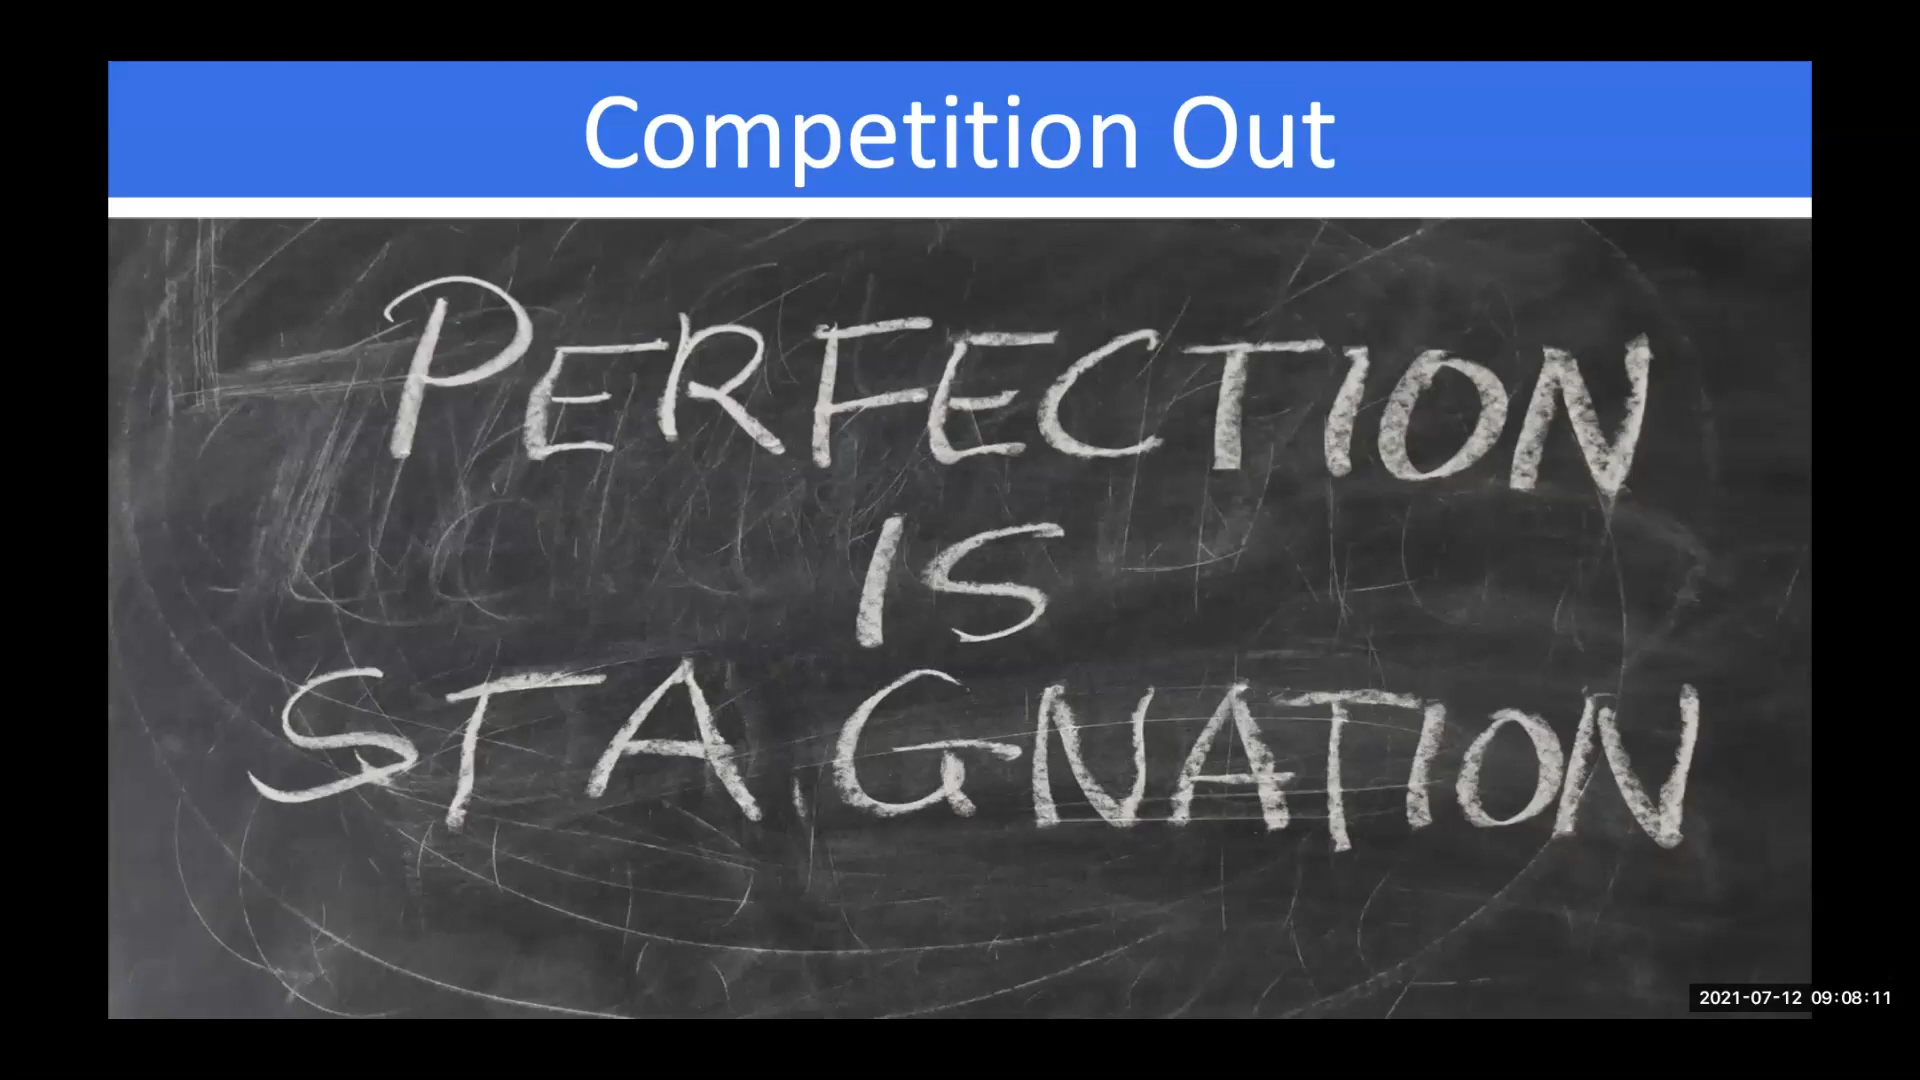 Competition Out
PERFECTION
IS
STAGNATION
2021-07-12 09:08:11